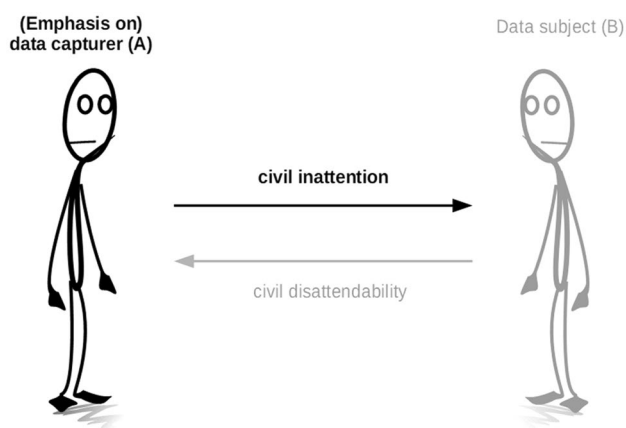 (Emphasis on)
data capturer (A)
Data subject (B)
civil inattention
civil disattendability